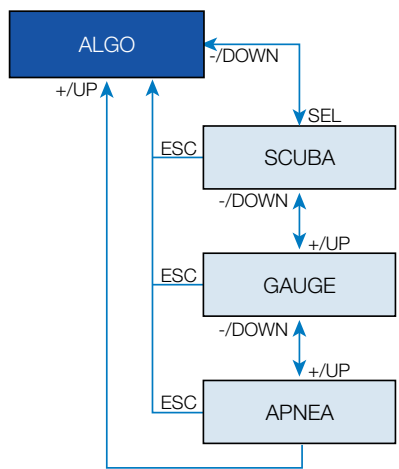 ALGO
-/DOWN
+/UP
SEL
ESC
SCUBA
-/DOWN
+/UP
ESC
GAUGE
-/DOWN
+/UP
ESC
APNEA